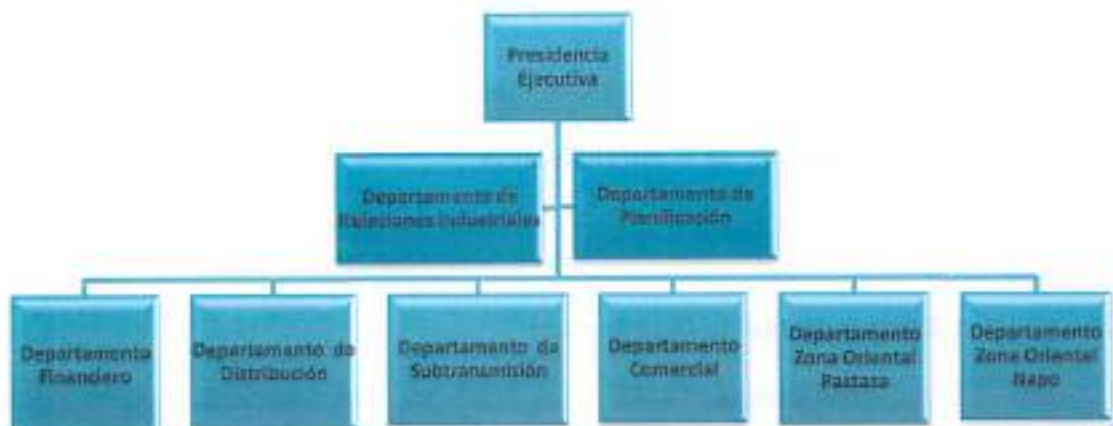 Presidencia
Ejecutiva
Departamento de
Relaciones Industriales
Departamento de
Planificación
Departamento
Financiero
Departamento de
Distribución
Departamento de
Subtransmisión
Departamento
Comercial
Departamento
Zona Oriental
Pastaza
Departamento
Zona Oriental
Napo